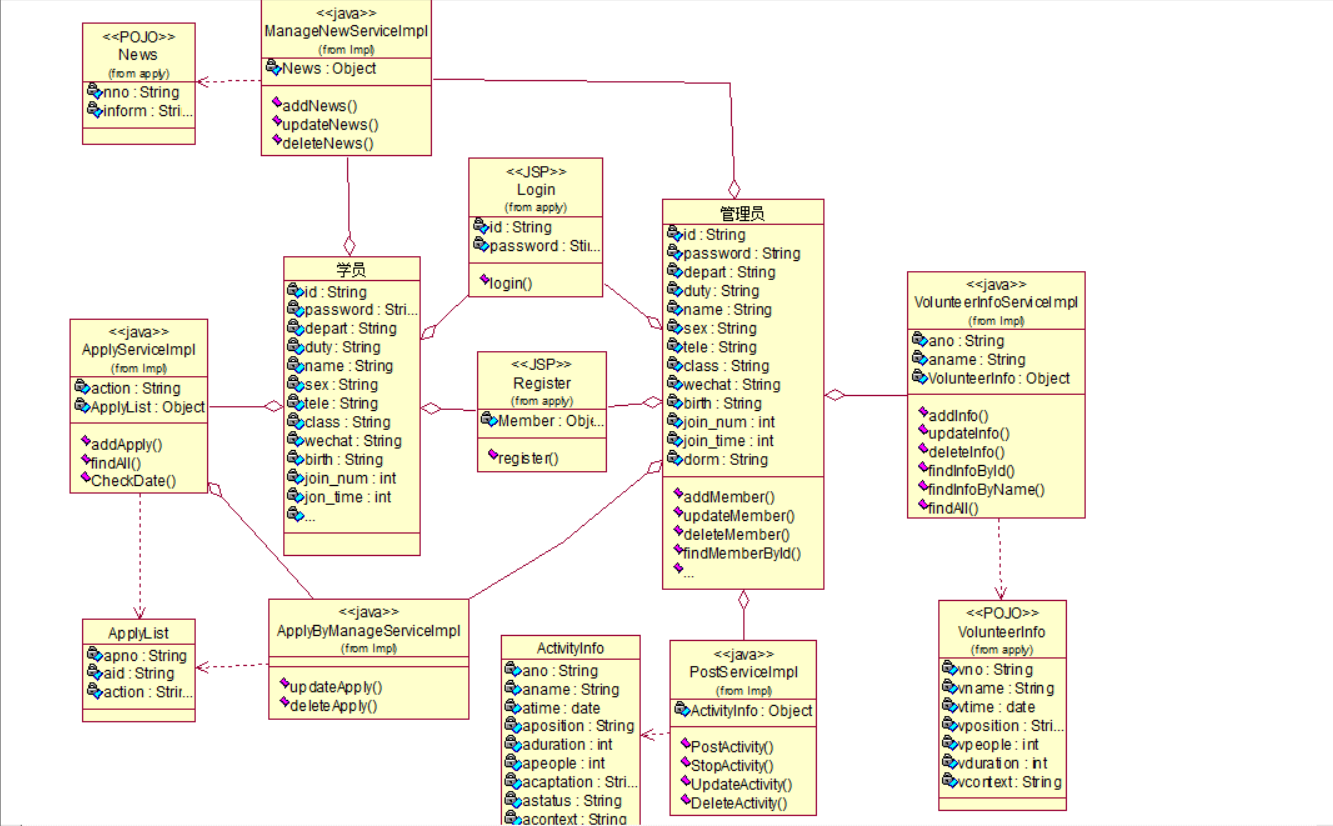 <<POJO>>
News
(from apply)
nno : String
inform : Stri...
<<java>>
ManageNewServiceImpl
(from Impl)
News : Object
addNews()
updateNews()
deleteNews()
<<JSP>>
Login
(from apply)
id : String
password : Stri...
login()
管理员
id : String
password : String
depart : String
duty : String
name : String
sex : String
tele : String
class : String
wechat : String
birth : String
join_num : int
join_time : int
dorm : String
addMember()
updateMember()
deleteMember()
findMemberById()
...
学员
id : String
password : Stri...
depart : String
duty : String
name : String
sex : String
tele : String
class : String
wechat : String
birth : String
join_num : int
jon_time : int
...
<<java>>
VolunteerInfoServiceImpl
(from Impl)
ano : String
aname : String
VolunteerInfo : Object
addInfo()
updateInfo()
deleteInfo()
findInfoById()
findInfoByName()
findAll()
<<java>>
ApplyServiceImpl
(from Impl)
action : String
ApplyList : Object
addApply()
findAll()
CheckDate()
<<JSP>>
Register
(from apply)
Member : Obje...
register()
ApplyList
apno : String
aid : String
action : Strin...
<<java>>
ApplyByManageServiceImpl
(from Impl)
updateApply()
deleteApply()
ActivityInfo
ano : String
aname : String
atime : date
aposition : String
aduration : int
apeople : int
acaptation : Stri...
astatus : String
acontext : String
<<java>>
PostServiceImpl
(from Impl)
ActivityInfo : Object
PostActivity()
StopActivity()
UpdateActivity()
DeleteActivity()
<<POJO>>
VolunteerInfo
(from apply)
vno : String
vname : String
vtime : date
vposition : Stri...
vpeople : int
vduration : int
vcontext : String